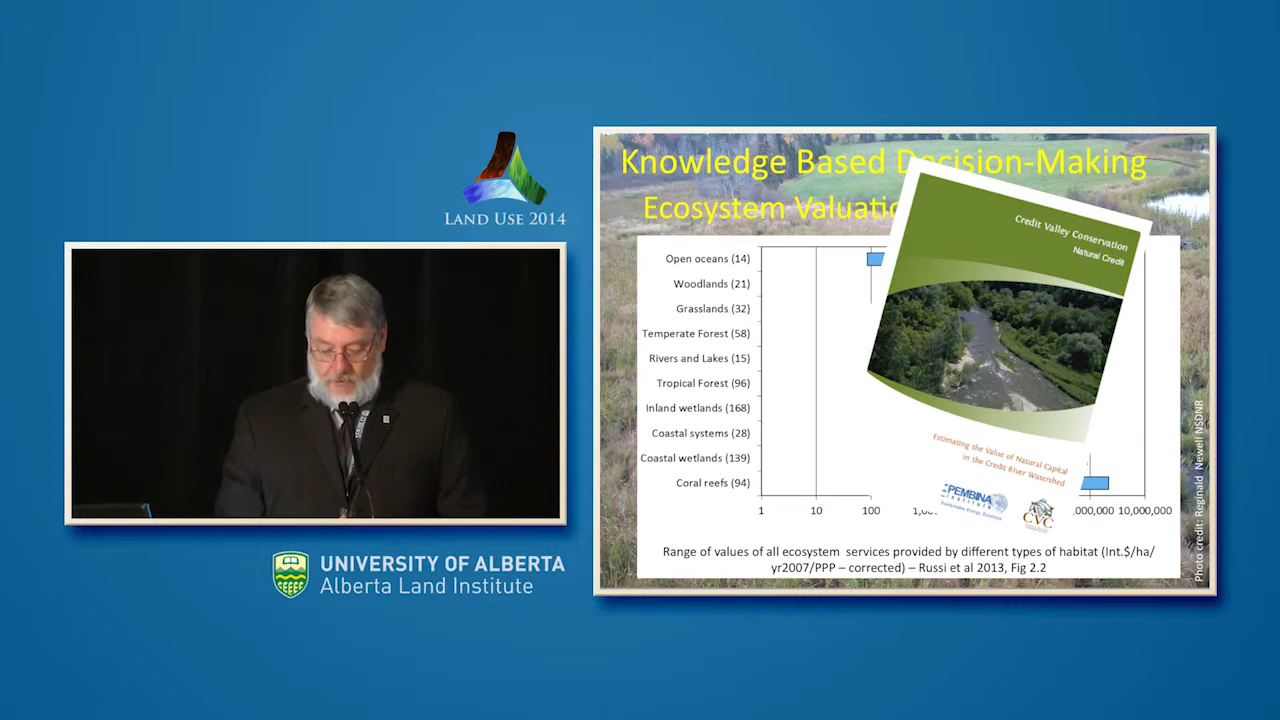 LAND USE 2014
UNIVERSITY OF ALBERTA
Alberta Land Institute
Knowledge Based Decision-Making
Ecosystem Valuatio
Credit Valley Conservation
Natural Credit
Open oceans (14)
Woodlands (21)
Grasslands (32)
Temperate Forest (58)
Rivers and Lakes (15)
Tropical Forest (96)
Inland wetlands (168)
Coastal systems (28)
Coastal wetlands (139)
Coral reefs (94)
Estimating the Value of Natural Capital
in the Credit River Watershed
PEMBINA
Institute
Sustainable Energy Solutions
CVC
1 10 100 1,0 ,000,000 10,000,000
Range of values of all ecosystem services provided by different types of habitat (Int.$/ha/
yr2007/PPP – corrected) – Russi et al 2013, Fig 2.2
Photo credit: Reginald Newell NSDNR